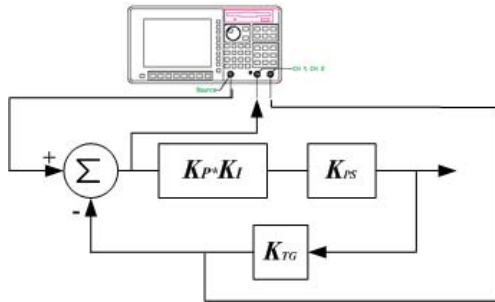 Source
CH 1, CH 2
+
Σ
-
KP*KI
KPS
KTG